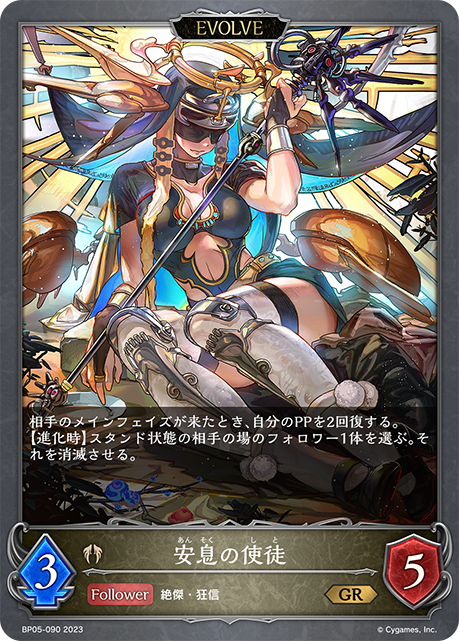 EVOLVE
相手のメインフェイズが来たとき、自分のPPを2回復する。
【進化時】スタンド状態の相手の場のフォロワー1体を選ぶ。そ
れを消滅させる。
あんそく しと
安息の使徒
3
Follower 絶傑・狂信
GR
5
BP05-090 2023
© Cygames, Inc.